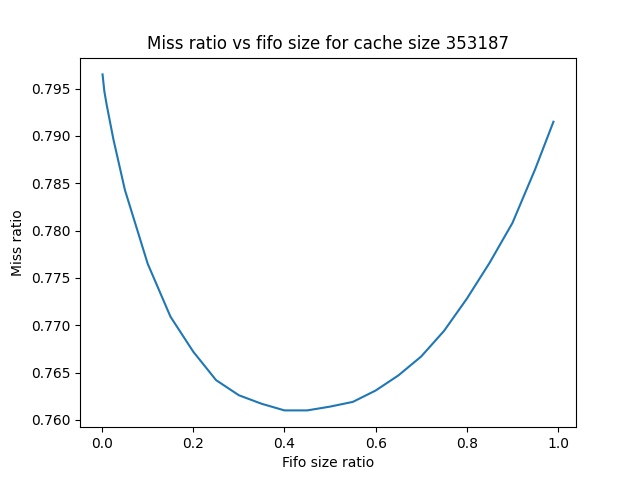 Miss ratio vs fifo size for cache size 353187
0.795
0.790
0.785
0.780
0.775
0.770
0.765
0.760
Miss ratio
0.0 0.2 0.4 0.6 0.8 1.0
Fifo size ratio